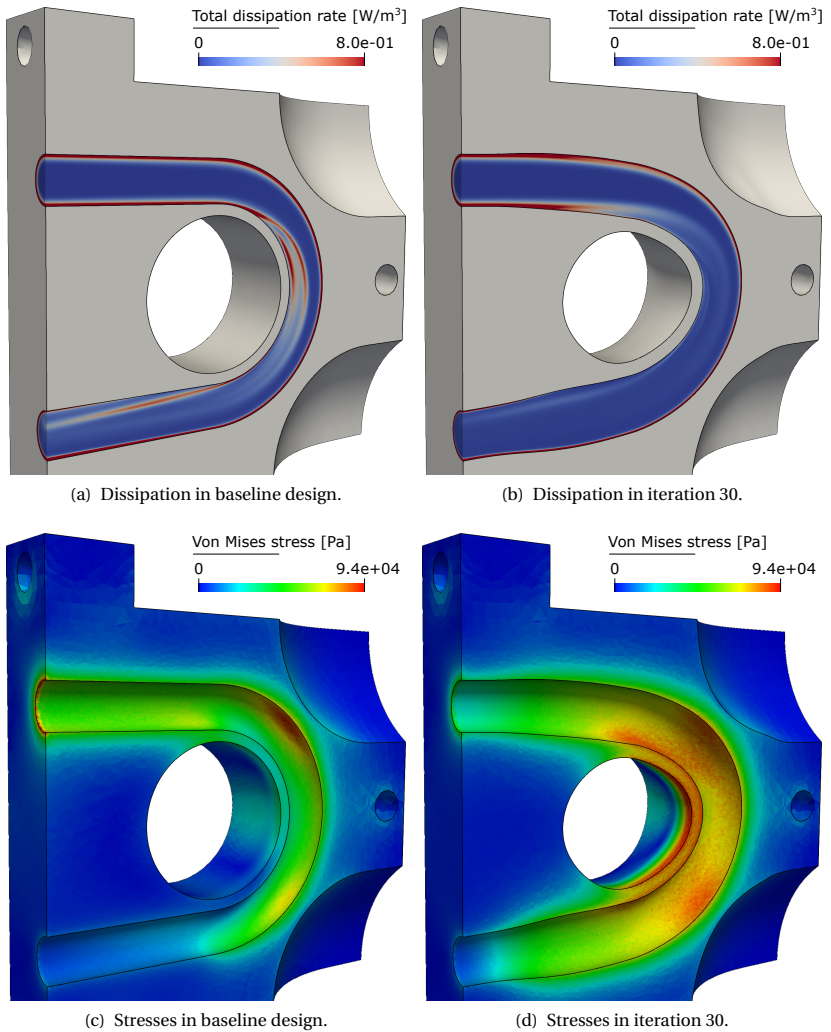 Total dissipation rate [W/m³]
0 8.0e-01
Total dissipation rate [W/m³]
0 8.0e-01
(a) Dissipation in baseline design.
(b) Dissipation in iteration 30.
Von Mises stress [Pa]
0 9.4e+04
Von Mises stress [Pa]
0 9.4e+04
(c) Stresses in baseline design.
(d) Stresses in iteration 30.